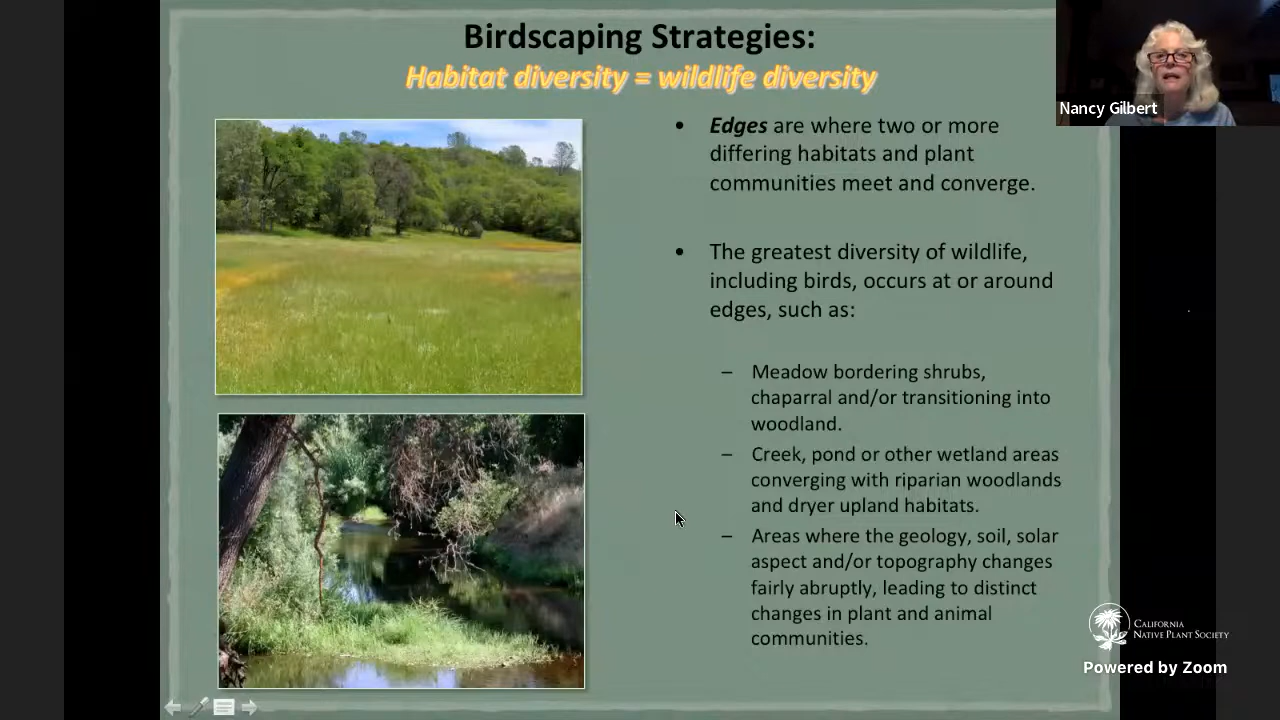 Birdscaping Strategies:
Habitat diversity = wildlife diversity
Nancy Gilbert
• Edges are where two or more
differing habitats and plant
communities meet and converge.
• The greatest diversity of wildlife,
including birds, occurs at or around
edges, such as:
– Meadow bordering shrubs,
chaparral and/or transitioning into
woodland.
– Creek, pond or other wetland areas
converging with riparian woodlands
and dryer upland habitats.
– Areas where the geology, soil, solar
aspect and/or topography changes
fairly abruptly, leading to distinct
changes in plant and animal
communities.
CALIFORNIA
NATIVE PLANT SOCIETY
Powered by Zoom